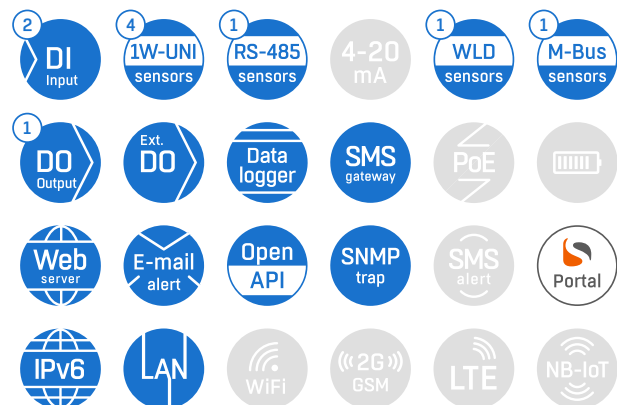 2 4 1 1 1
DI 1W-UNI RS-485 4-20 WLD M-Bus
Input sensors sensors mA sensors sensors
1
DO Ext. DO Data SMS PoE
Output logger gateway
Web E-mail Open SNMP SMS Portal
server alert API trap alert
IPv6 LAN WiFi 2G LTE NB-IoT
GSM